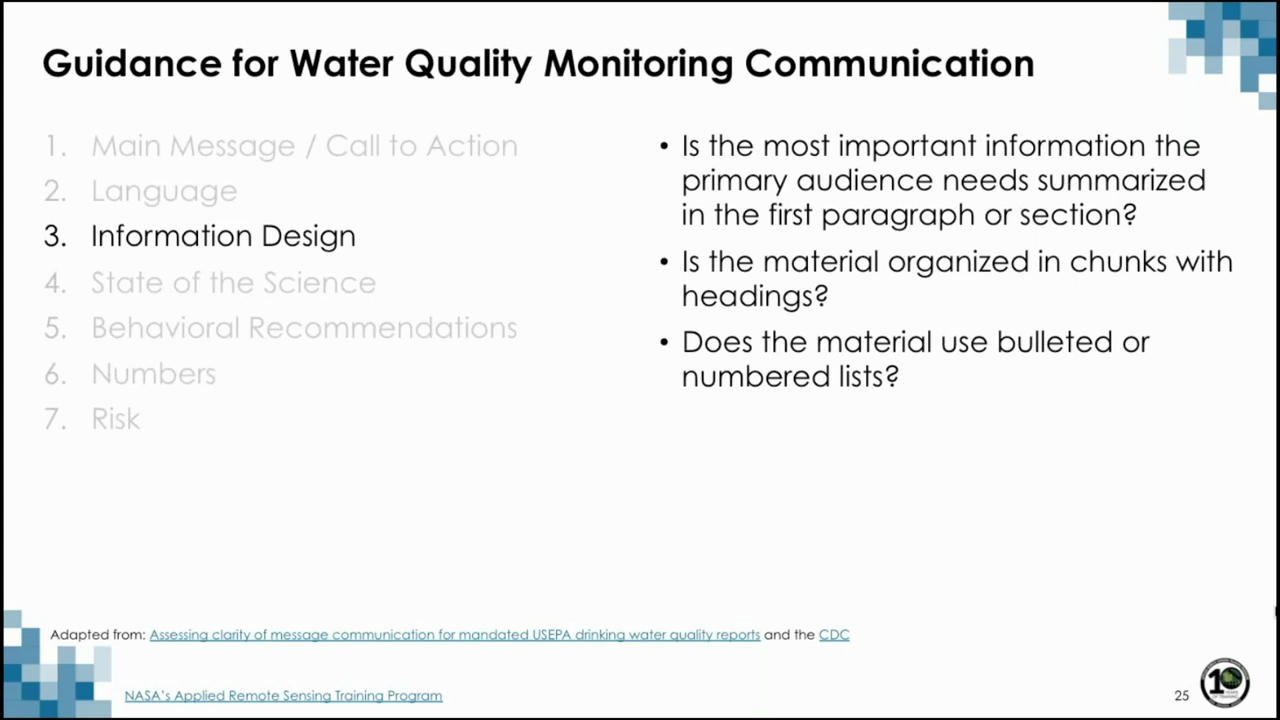 Guidance for Water Quality Monitoring Communication
1. Main Message / Call to Action
2. Language
3. Information Design
4. State of the Science
5. Behavioral Recommendations
6. Numbers
7. Risk
• Is the most important information the
primary audience needs summarized
in the first paragraph or section?
• Is the material organized in chunks with
headings?
• Does the material use bulleted or
numbered lists?
Adapted from: Assessing clarity of message communication for mandated USEPA drinking water quality reports and the CDC
NASA's Applied Remote Sensing Training Program
25
10